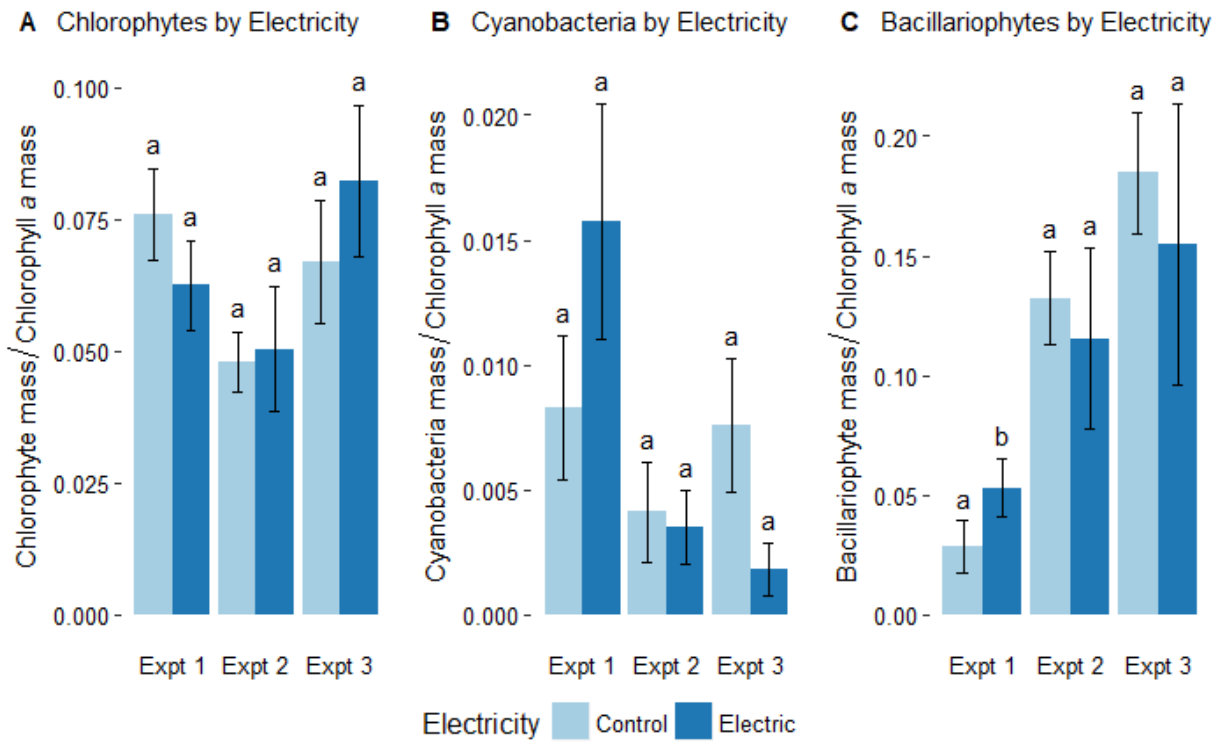 A Chlorophytes by Electricity
Chlorophyte mass/ Chlorophyll a mass
0.100
0.075
0.050
0.025
0.000
a
a
a
a
a
a
Expt 1 Expt 2 Expt 3
B Cyanobacteria by Electricity
Cyanobacteria mass/ Chlorophyll a mass
0.020
0.015
0.010
0.005
0.000
a
a
a
a
a
a
Expt 1 Expt 2 Expt 3
C Bacillariophytes by Electricity
Bacillariophyte mass/ Chlorophyll a mass
0.20
0.15
0.10
0.05
0.00
a
b
a
a
a
a
Expt 1 Expt 2 Expt 3
Electricity Control Electric